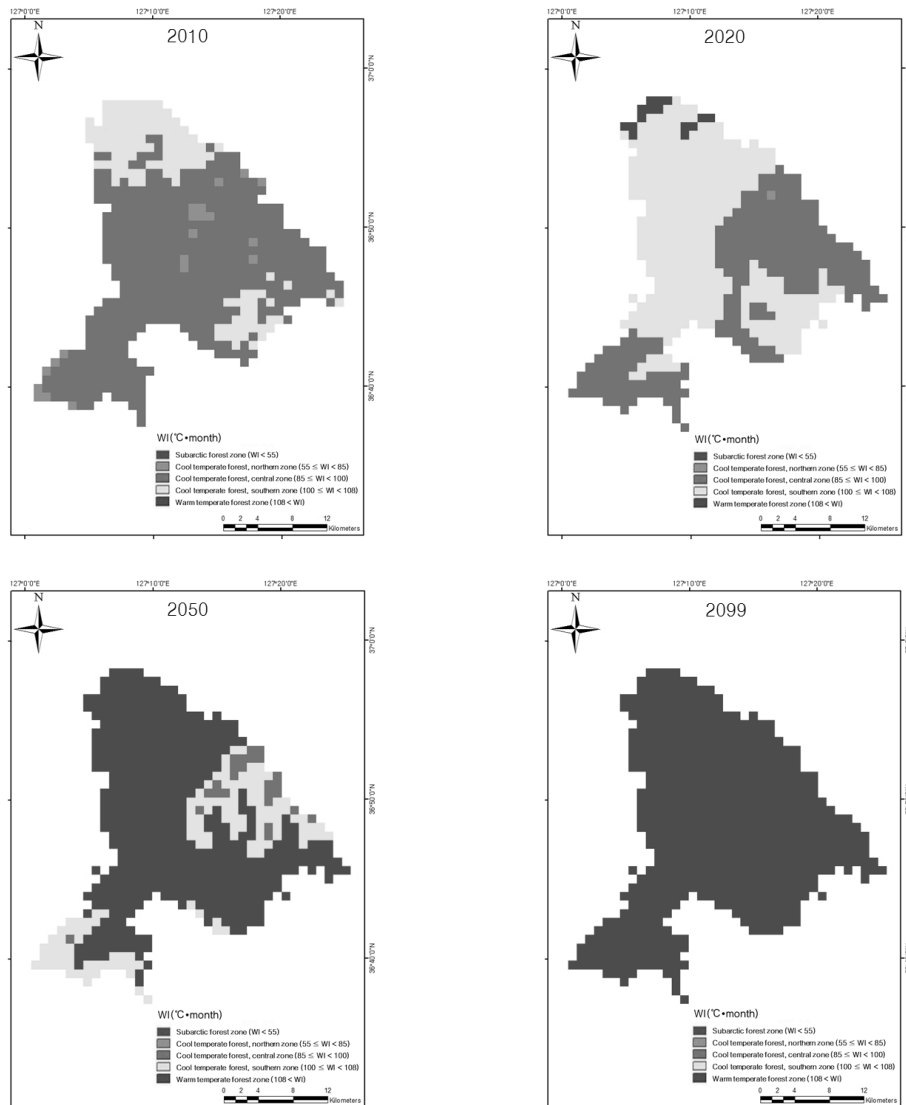 127°0'0"E 127°10'0"E 127°20'0"E
N
2010
37°0'0"N
36°50'0"N
36°40'0"N
WI(℃•month)
Subarctic forest zone (WI < 55)
Cool temperate forest, northern zone (55 ≤ WI < 85)
Cool temperate forest, central zone (85 ≤ WI < 100)
Cool temperate forest, southern zone (100 ≤ WI < 108)
Warm temperate forest zone (108 < WI)
0 2 4 8 12
Kilometers
127°0'0"E 127°10'0"E 127°20'0"E
N
2020
WI(℃•month)
Subarctic forest zone (WI < 55)
Cool temperate forest, northern zone (55 ≤ WI < 85)
Cool temperate forest, central zone (85 ≤ WI < 100)
Cool temperate forest, southern zone (100 ≤ WI < 108)
Warm temperate forest zone (108 < WI)
0 2 4 8 12
Kilometers
127°0'0"E 127°10'0"E 127°20'0"E
N
2050
37°0'0"N
36°50'0"N
36°40'0"N
WI(℃•month)
Subarctic forest zone (WI < 55)
Cool temperate forest, northern zone (55 ≤ WI < 85)
Cool temperate forest, central zone (85 ≤ WI < 100)
Cool temperate forest, southern zone (100 ≤ WI < 108)
Warm temperate forest zone (108 < WI)
0 2 4 8 12
Kilometers
127°0'0"E 127°10'0"E 127°20'0"E
N
2099
WI(℃•month)
Subarctic forest zone (WI < 55)
Cool temperate forest, northern zone (55 ≤ WI < 85)
Cool temperate forest, central zone (85 ≤ WI < 100)
Cool temperate forest, southern zone (100 ≤ WI < 108)
Warm temperate forest zone (108 < WI)
0 2 4 8 12
Kilometers